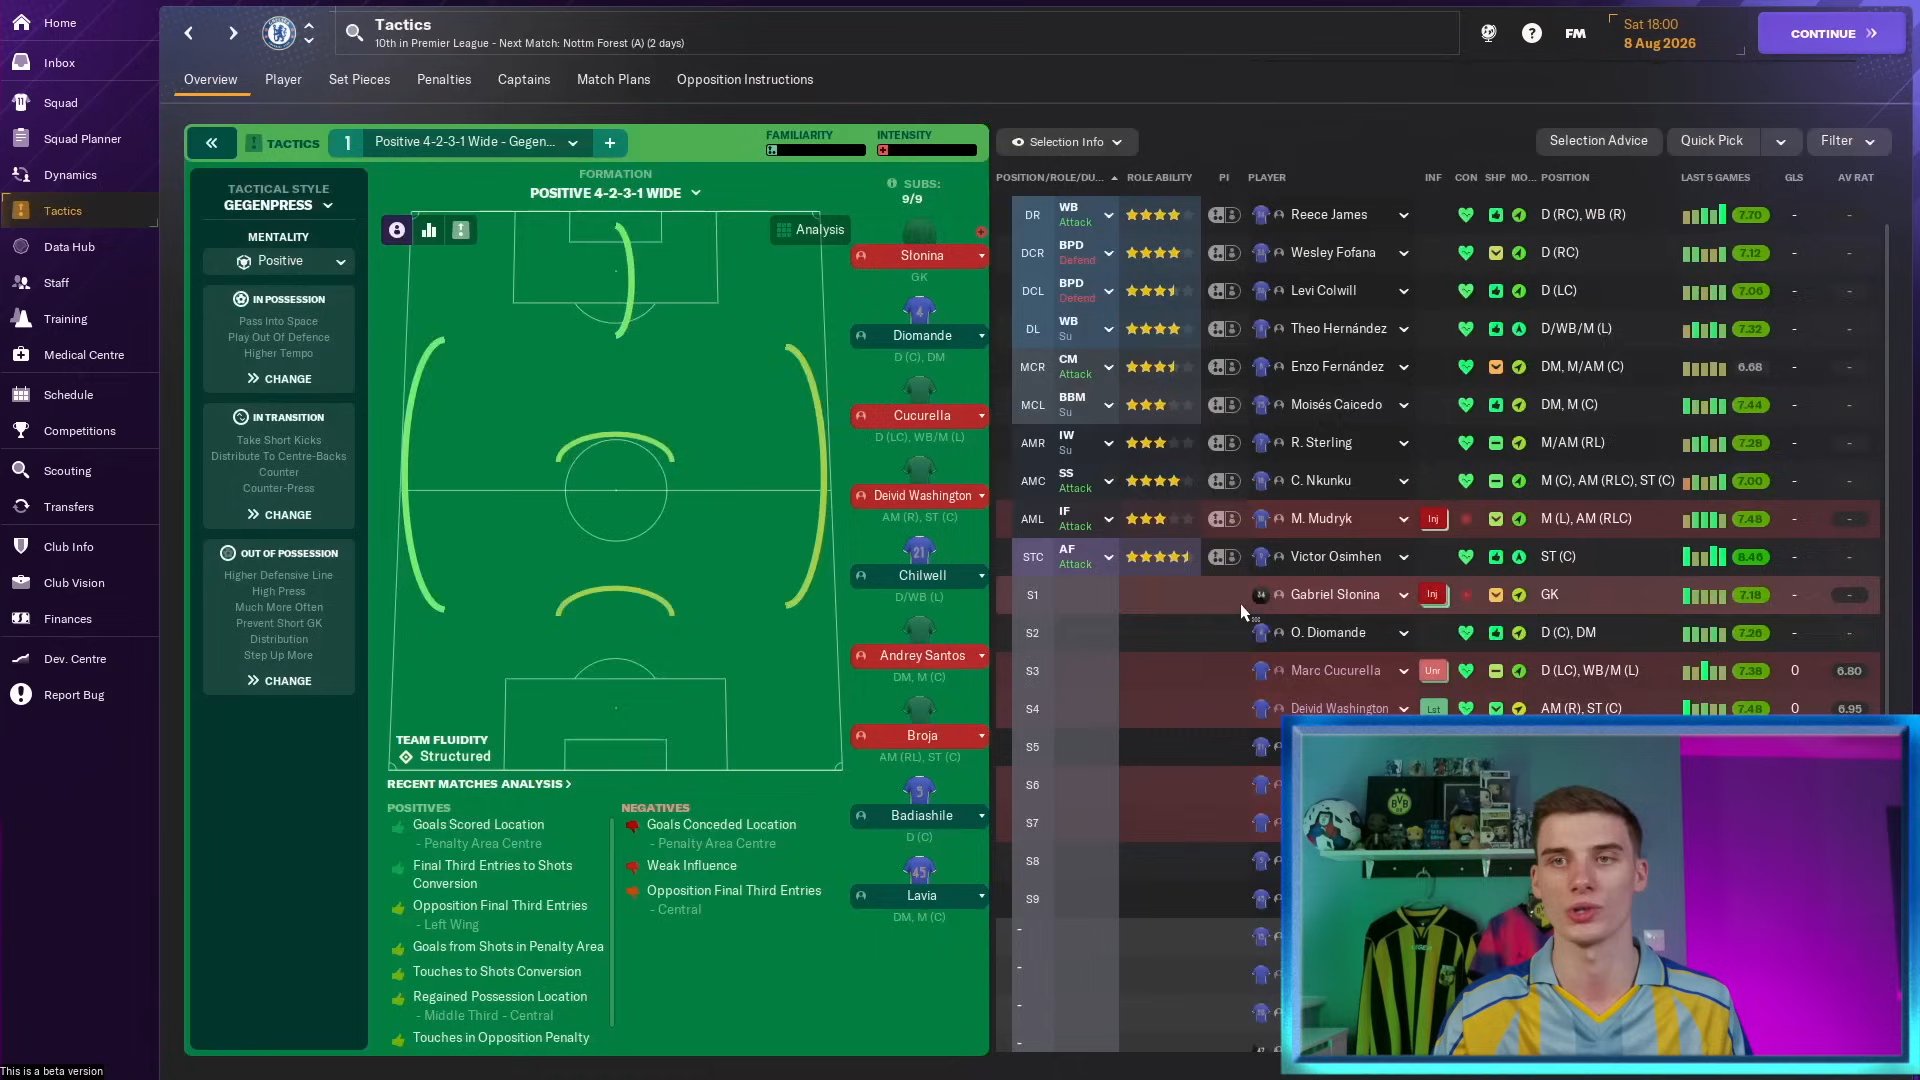 Home
Inbox
Squad
Squad Planner
Dynamics
Tactics
Data Hub
Staff
Training
Medical Centre
Schedule
Competitions
Scouting
Transfers
Club Info
Club Vision
Finances
Dev. Centre
Report Bug
This is a beta version
Tactics
10th in Premier League - Next Match: Nottm Forest (A) (2 days)
FM
Sat 18:00
8 Aug 2026
CONTINUE
Overview Player Set Pieces Penalties Captains Match Plans Opposition Instructions
TACTICS
1 Positive 4-2-3-1 Wide - Gegen...
FAMILIARITY
INTENSITY
TACTICAL STYLE
GEGENPRESS
MENTALITY
Positive
IN POSSESSION
Pass Into Space
Play Out Of Defence
Higher Tempo
CHANGE
IN TRANSITION
Take Short Kicks
Distribute To Centre-Backs
Counter
Counter-Press
CHANGE
OUT OF POSSESSION
Higher Defensive Line
High Press
Much More Often
Prevent Short GK
Distribution
Step Up More
CHANGE
FORMATION
POSITIVE 4-2-3-1 WIDE
SUBS:
9/9
Analysis
Slonina
GK
4
Diomande
D (C), DM
Cucurella
D (LC), WB/M (L)
Deivid Washington
AM (R), ST (C)
21
Chilwell
D/WB (L)
Andrey Santos
DM, M (C)
Broja
AM (RL), ST (C)
5
Badiashile
D (C)
45
Lavia
DM, M (C)
TEAM FLUIDITY
Structured
RECENT MATCHES ANALYSIS >
POSITIVES
Goals Scored Location
- Penalty Area Centre
Final Third Entries to Shots
Conversion
Opposition Final Third Entries
- Left Wing
Goals from Shots in Penalty Area
Touches to Shots Conversion
Regained Possession Location
- Middle Third - Central
Touches in Opposition Penalty
NEGATIVES
Goals Conceded Location
- Penalty Area Centre
Weak Influence
Opposition Final Third Entries
- Central
Selection Info
Selection Advice
Quick Pick
Filter
POSITION/ROLE/DU... ROLE ABILITY PI PLAYER INF CON SHP MO... POSITION LAST 5 GAMES GLS AV RAT
DR WB Attack Reece James D (RC), WB (R) 7.70 - -
DCR BPD Defend Wesley Fofana D (RC) 7.12 - -
DCL BPD Defend Levi Colwill D (LC) 7.06 - -
DL WB Su Theo Hernández D/WB/M (L) 7.32 - -
MCR CM Attack Enzo Fernández DM, M/AM (C) 6.68 - -
MCL BBM Su Moisés Caicedo DM, M (C) 7.44 - -
AMR IW Su R. Sterling M/AM (RL) 7.28 - -
AMC SS Attack C. Nkunku M (C), AM (RLC), ST (C) 7.00 - -
AML IF Attack M. Mudryk Inj M (L), AM (RLC) 7.48 - -
STC AF Attack Victor Osimhen ST (C) 8.46 - -
S1 34 Gabriel Słonina Inj GK 7.18 - -
S2 O. Diomande D (C), DM 7.26 - -
S3 Marc Cucurella Unr D (LC), WB/M (L) 7.38 0 6.80
S4 Deivid Washington Lst AM (R), ST (C) 7.48 0 6.95
S5
S6
S7
S8
S9
-
-
-
-
BVB